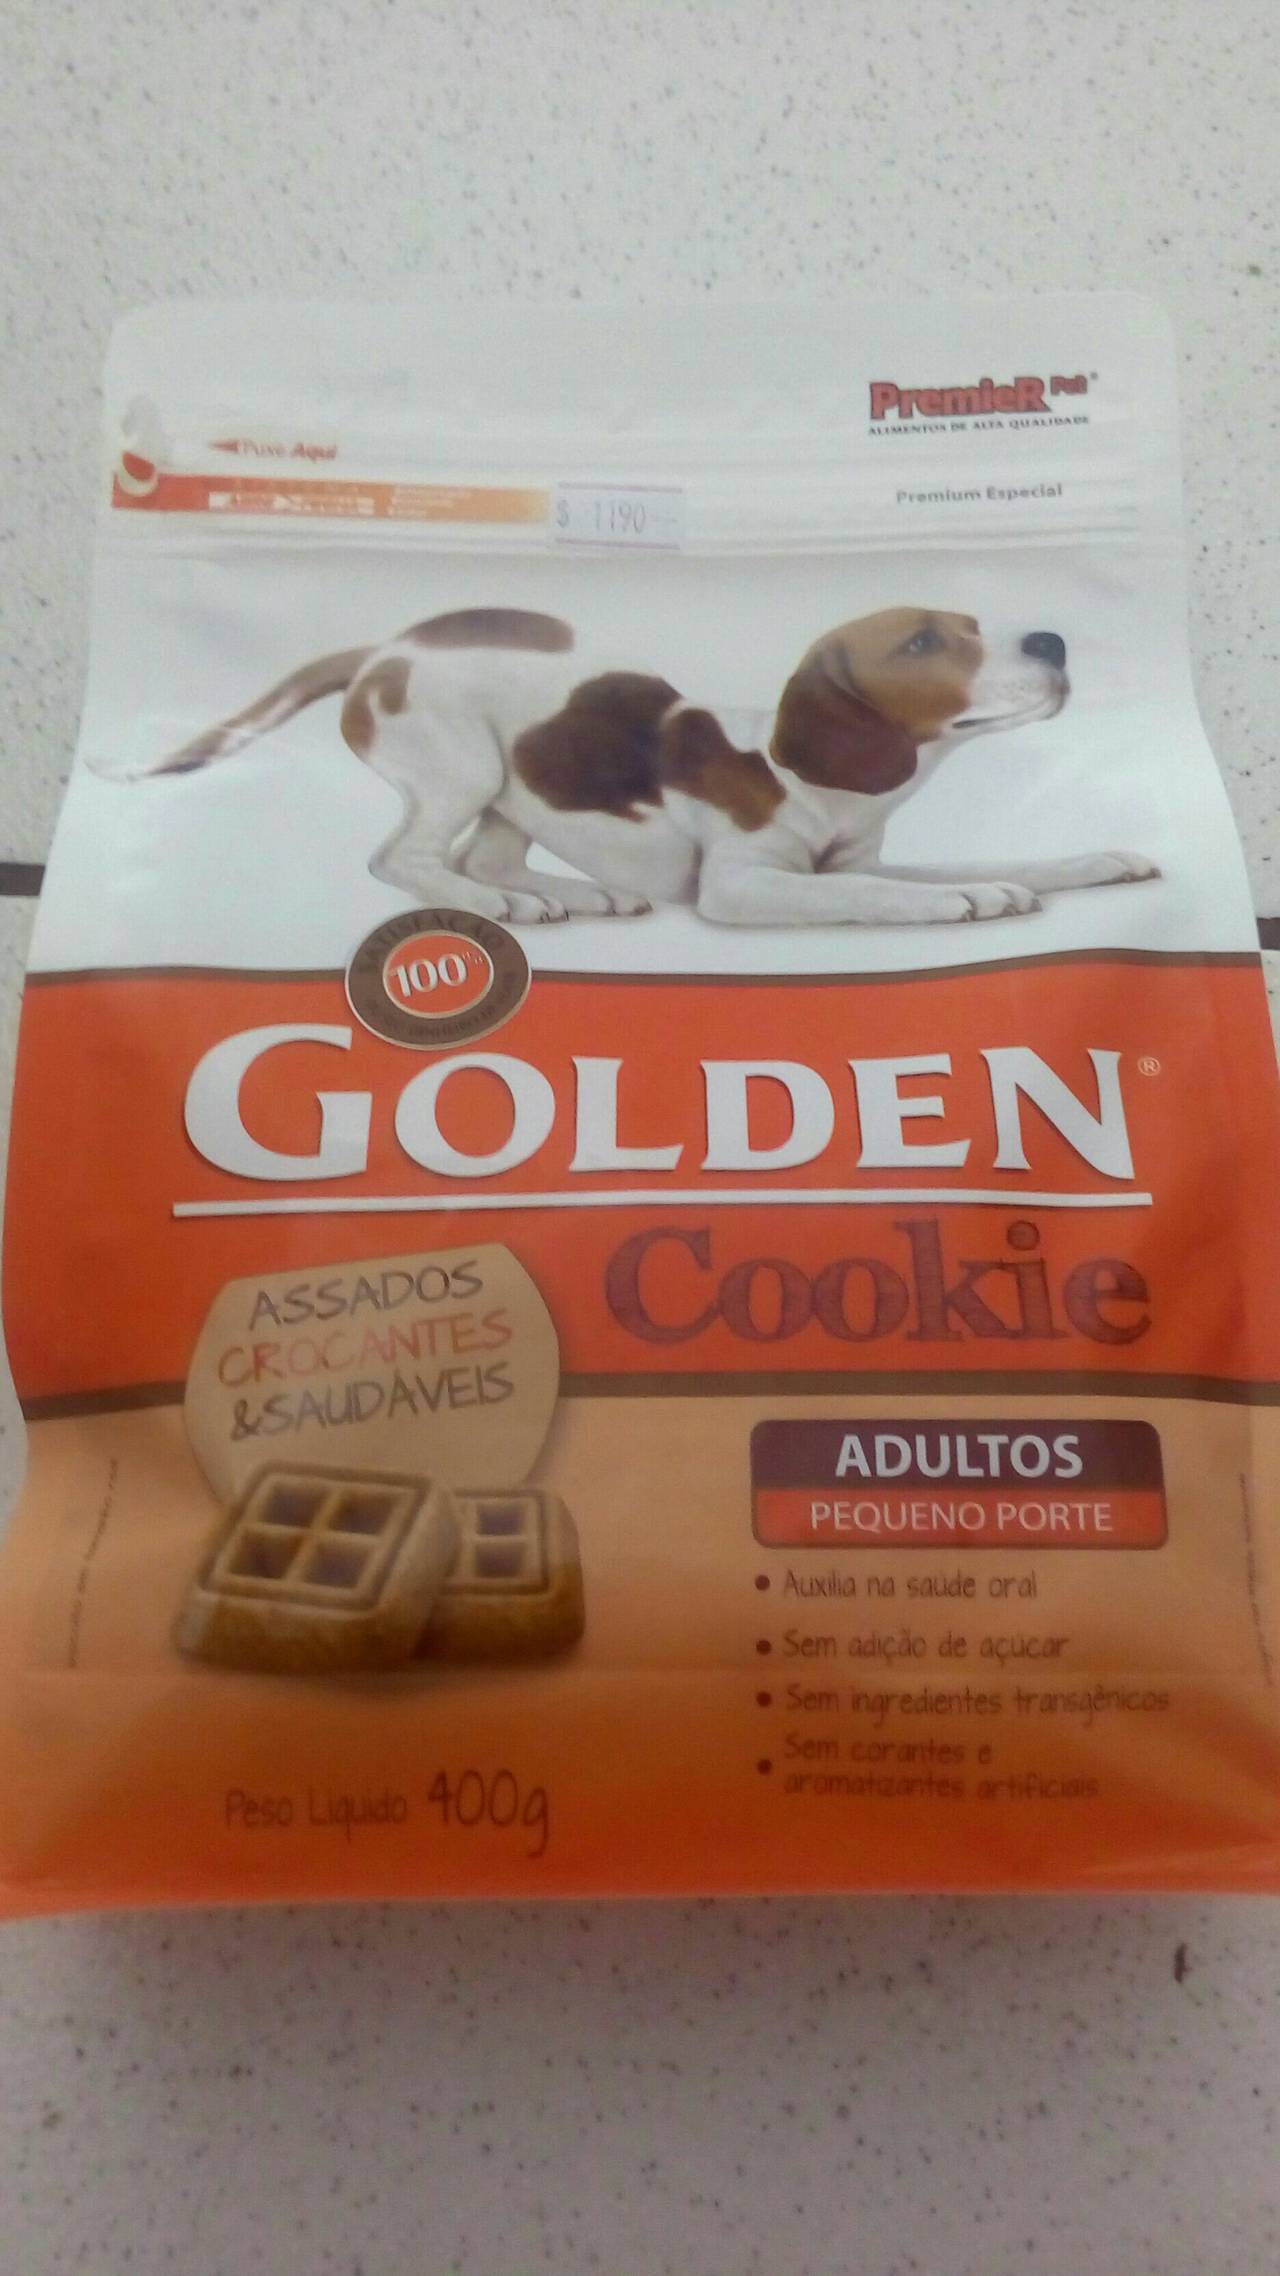 PremieR Pet®
ALIMENTOS DE ALTA QUALIDADE
Puxe Aqui
Premium Especial
$ 1190
SATISFAÇÃO
100%
GOLDEN®
Cookie
ASSADOS
CROCANTES
&SAUDÁVEIS
ADULTOS
PEQUENO PORTE
• Auxilia na saúde oral
• Sem adição de açúcar
• Sem ingredientes transgênicos
• Sem corantes e
aromatizantes artificiais
Peso Líquido 400g